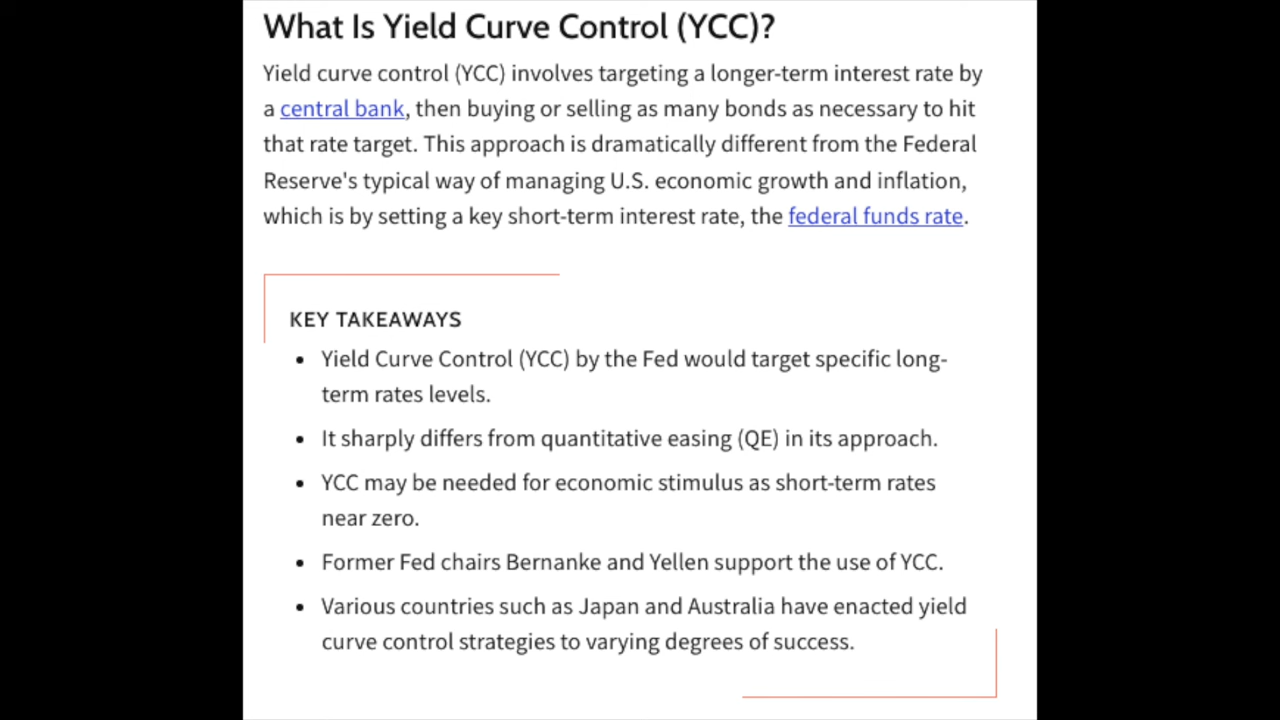 What Is Yield Curve Control (YCC)?
Yield curve control (YCC) involves targeting a longer-term interest rate by
a central bank, then buying or selling as many bonds as necessary to hit
that rate target. This approach is dramatically different from the Federal
Reserve's typical way of managing U.S. economic growth and inflation,
which is by setting a key short-term interest rate, the federal funds rate.
KEY TAKEAWAYS
• Yield Curve Control (YCC) by the Fed would target specific long-
term rates levels.
• It sharply differs from quantitative easing (QE) in its approach.
• YCC may be needed for economic stimulus as short-term rates
near zero.
• Former Fed chairs Bernanke and Yellen support the use of YCC.
• Various countries such as Japan and Australia have enacted yield
curve control strategies to varying degrees of success.